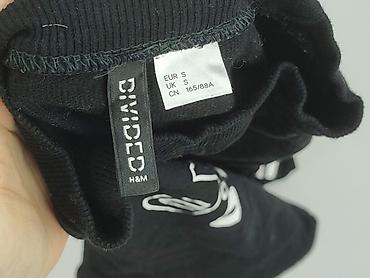 DIVIDED
H&M
EUR S
UK S
CN 165/88A